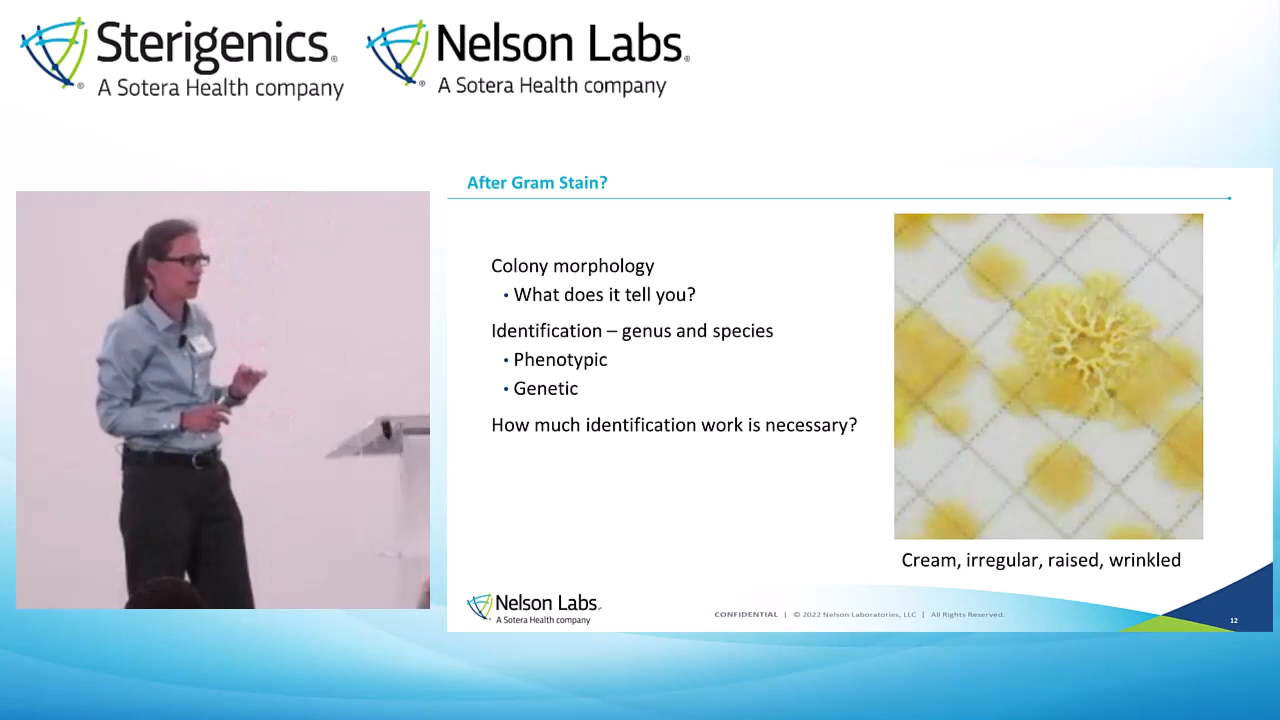 Sterigenics®
A Sotera Health company
Nelson Labs®
A Sotera Health company
After Gram Stain?
Colony morphology
• What does it tell you?
Identification – genus and species
• Phenotypic
• Genetic
How much identification work is necessary?
Cream, irregular, raised, wrinkled
Nelson Labs®
A Sotera Health company
CONFIDENTIAL | © 2022 Nelson Laboratories, LLC | All Rights Reserved.
12